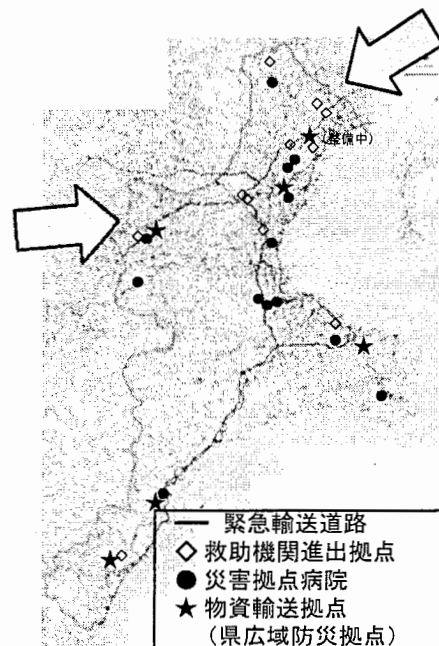 (整備中)
緊急輸送道路
救助機関進出拠点
災害拠点病院
物資輸送拠点
(県広域防災拠点)